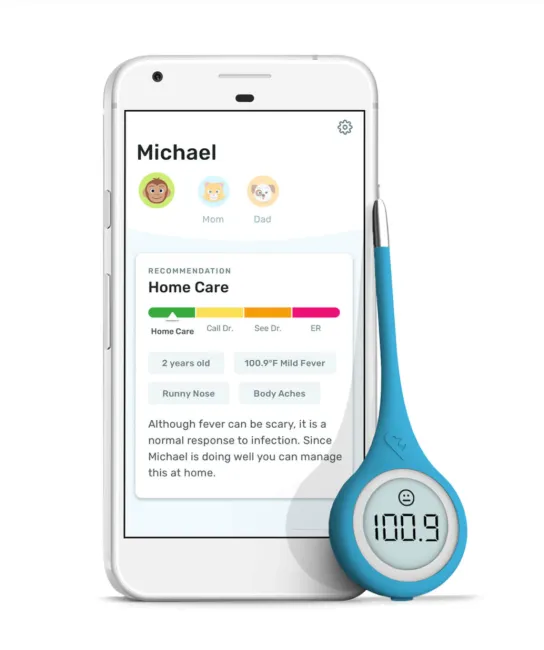 Michael
Mom
Dad
RECOMMENDATION
Home Care
Home Care
Call Dr.
See Dr.
ER
2 years old
100.9°F Mild Fever
Runny Nose
Body Aches
Although fever can be scary, it is a
normal response to infection. Since
Michael is doing well you can manage
this at home.
100.9